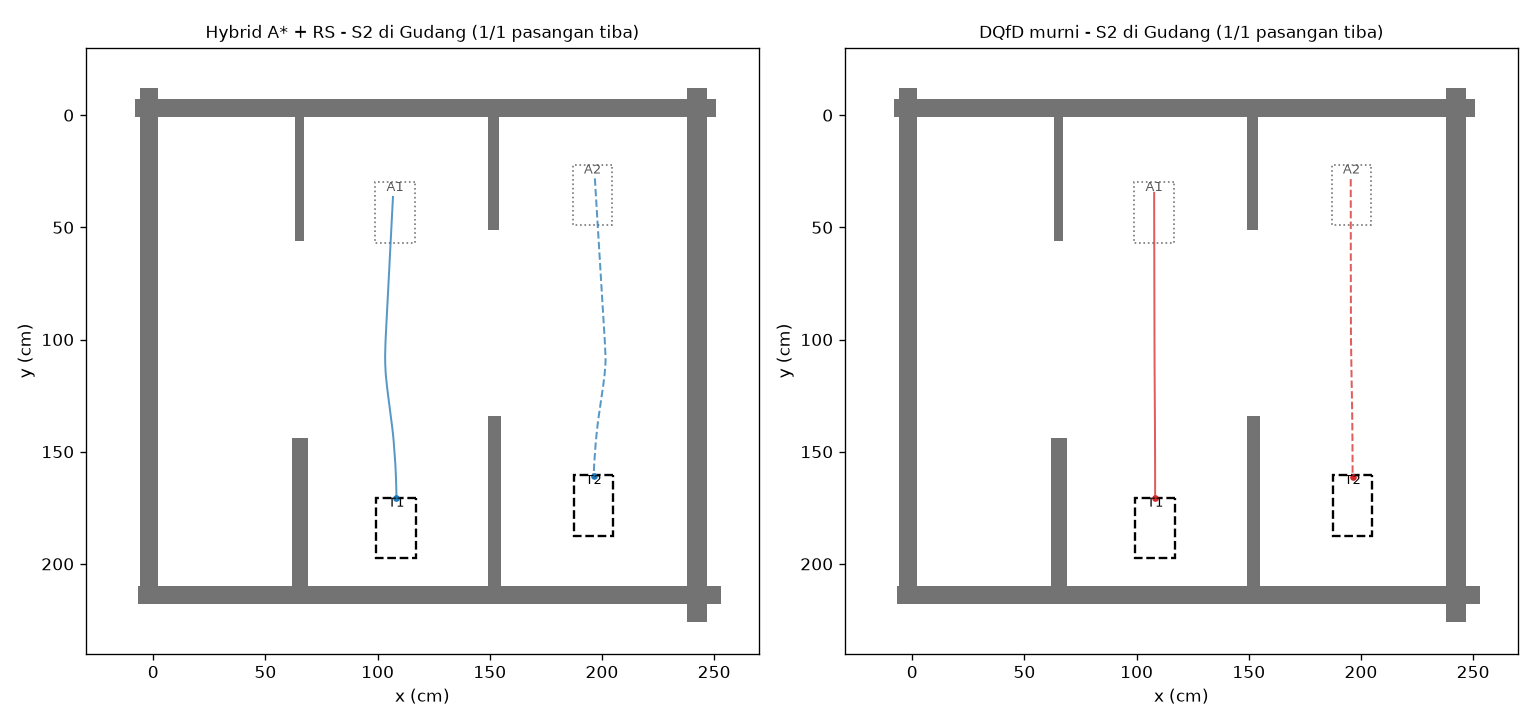 Hybrid A* + RS - S2 di Gudang (1/1 pasangan tiba)
y (cm)
0
50
100
150
200
A1
A2
T1
T2
0
50
100
150
200
250
x (cm)
DQfD murni - S2 di Gudang (1/1 pasangan tiba)
y (cm)
0
50
100
150
200
A1
A2
T1
T2
0
50
100
150
200
250
x (cm)